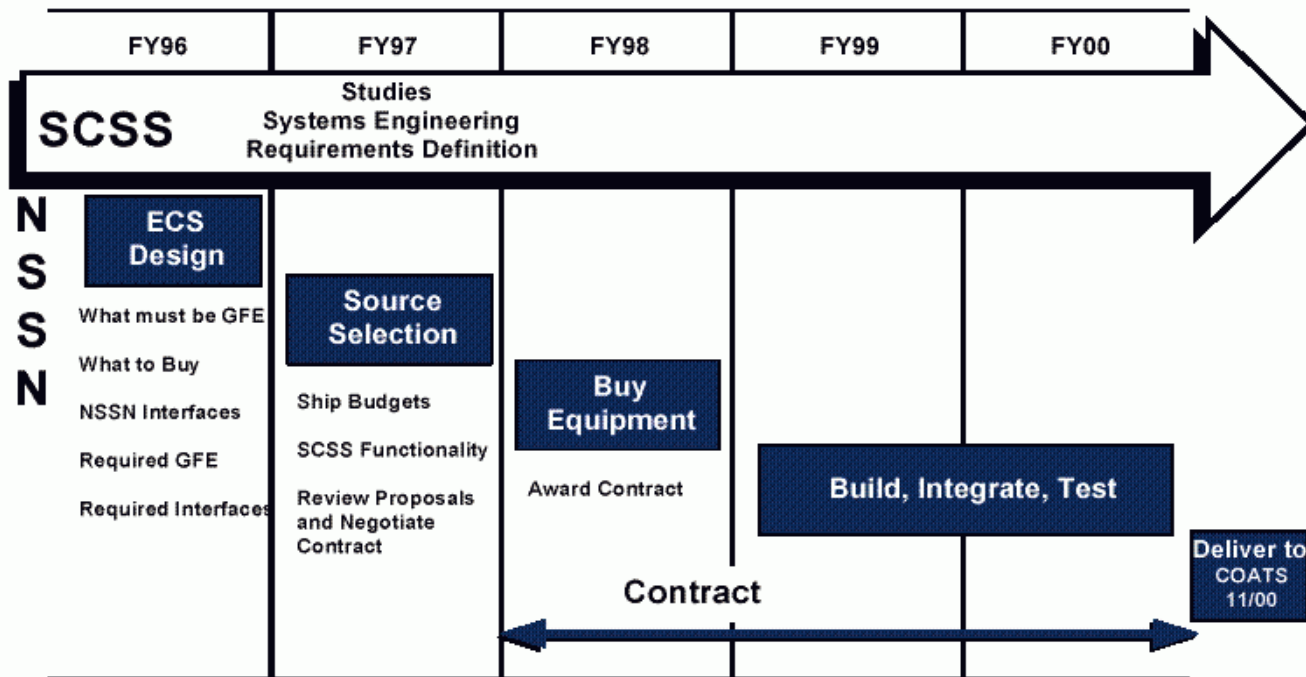 FY96
FY97
FY98
FY99
FY00
SCSS
Studies
Systems Engineering
Requirements Definition
N
S
S
N
ECS
Design
What must be GFE
What to Buy
NSSN Interfaces
Required GFE
Required Interfaces
Source
Selection
Ship Budgets
SCSS Functionality
Review Proposals
and Negotiate
Contract
Buy
Equipment
Award Contract
Build, Integrate, Test
Contract
Deliver to
COATS
11/00